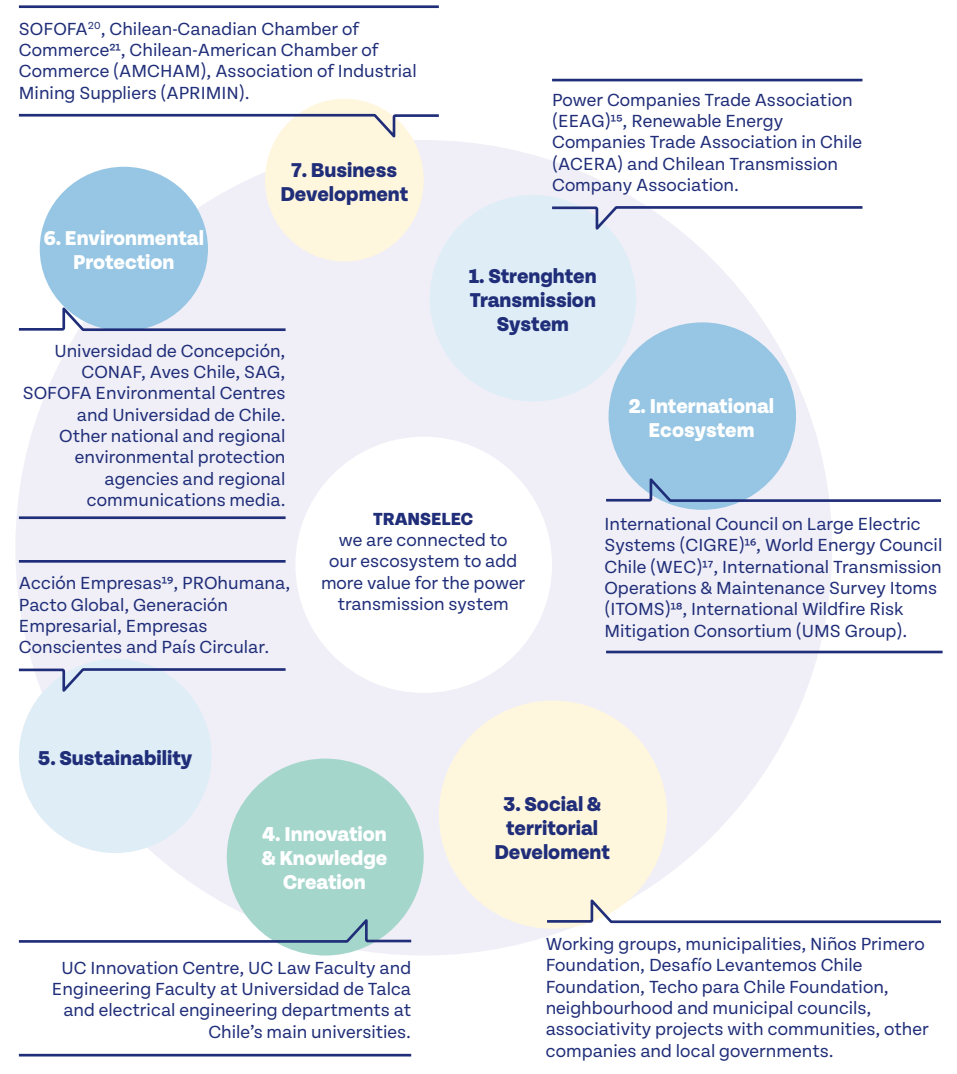 SOFOFA²⁰, Chilean-Canadian Chamber of
Commerce²¹, Chilean-American Chamber of
Commerce (AMCHAM), Association of Industrial
Mining Suppliers (APRIMIN).
7. Business
Development
Power Companies Trade Association
(EEAG)¹⁵, Renewable Energy
Companies Trade Association in Chile
(ACERA) and Chilean Transmission
Company Association.
1. Strenghten
Transmission
System
2. International
Ecosystem
International Council on Large Electric
Systems (CIGRE)¹⁶, World Energy Council
Chile (WEC)¹⁷, International Transmission
Operations & Maintenance Survey Itoms
(ITOMS)¹⁸, International Wildfire Risk
Mitigation Consortium (UMS Group).
6. Environmental
Protection
Universidad de Concepción,
CONAF, Aves Chile, SAG,
SOFOFA Environmental Centres
and Universidad de Chile.
Other national and regional
environmental protection
agencies and regional
communications media.
TRANSELEC
we are connected to
our escosystem to add
more value for the power
transmission system
Acción Empresas¹⁹, PROhumana,
Pacto Global, Generación
Empresarial, Empresas
Conscientes and País Circular.
5. Sustainability
4. Innovation
& Knowledge
Creation
UC Innovation Centre, UC Law Faculty and
Engineering Faculty at Universidad de Talca
and electrical engineering departments at
Chile's main universities.
3. Social &
territorial
Develoment
Working groups, municipalities, Niños Primero
Foundation, Desafío Levantemos Chile
Foundation, Techo para Chile Foundation,
neighbourhood and municipal councils,
associativity projects with communities, other
companies and local governments.